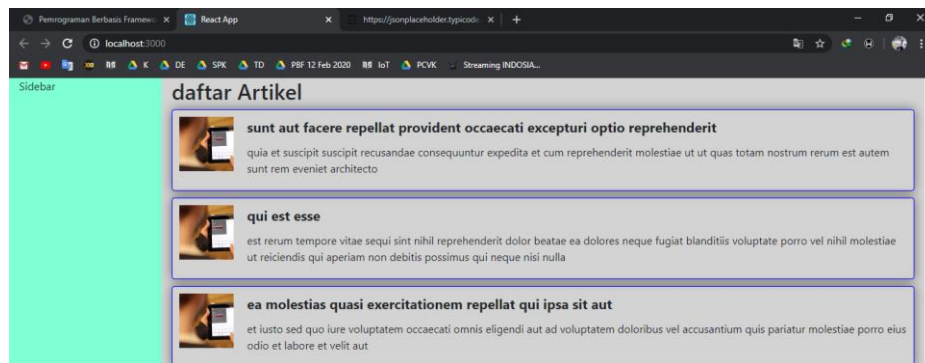 Pemrograman Berbasis Framewo
React App
https://jsonplaceholder.typicode
localhost:3000
K
DE
SPK
TD
PBF 12 Feb 2020
IoT
PCVK
Streaming INDOSIA...
Sidebar
daftar Artikel
sunt aut facere repellat provident occaecati excepturi optio reprehenderit
quia et suscipit suscipit recusandae consequuntur expedita et cum reprehenderit molestiae ut ut quas totam nostrum rerum est autem
sunt rem eveniet architecto
qui est esse
est rerum tempore vitae sequi sint nihil reprehenderit dolor beatae ea dolores neque fugiat blanditiis voluptate porro vel nihil molestiae
ut reiciendis qui aperiam non debitis possimus qui neque nisi nulla
ea molestias quasi exercitationem repellat qui ipsa sit aut
et iusto sed quo iure voluptatem occaecati omnis eligendi aut ad voluptatem doloribus vel accusantium quis pariatur molestiae porro eius
odio et labore et velit aut